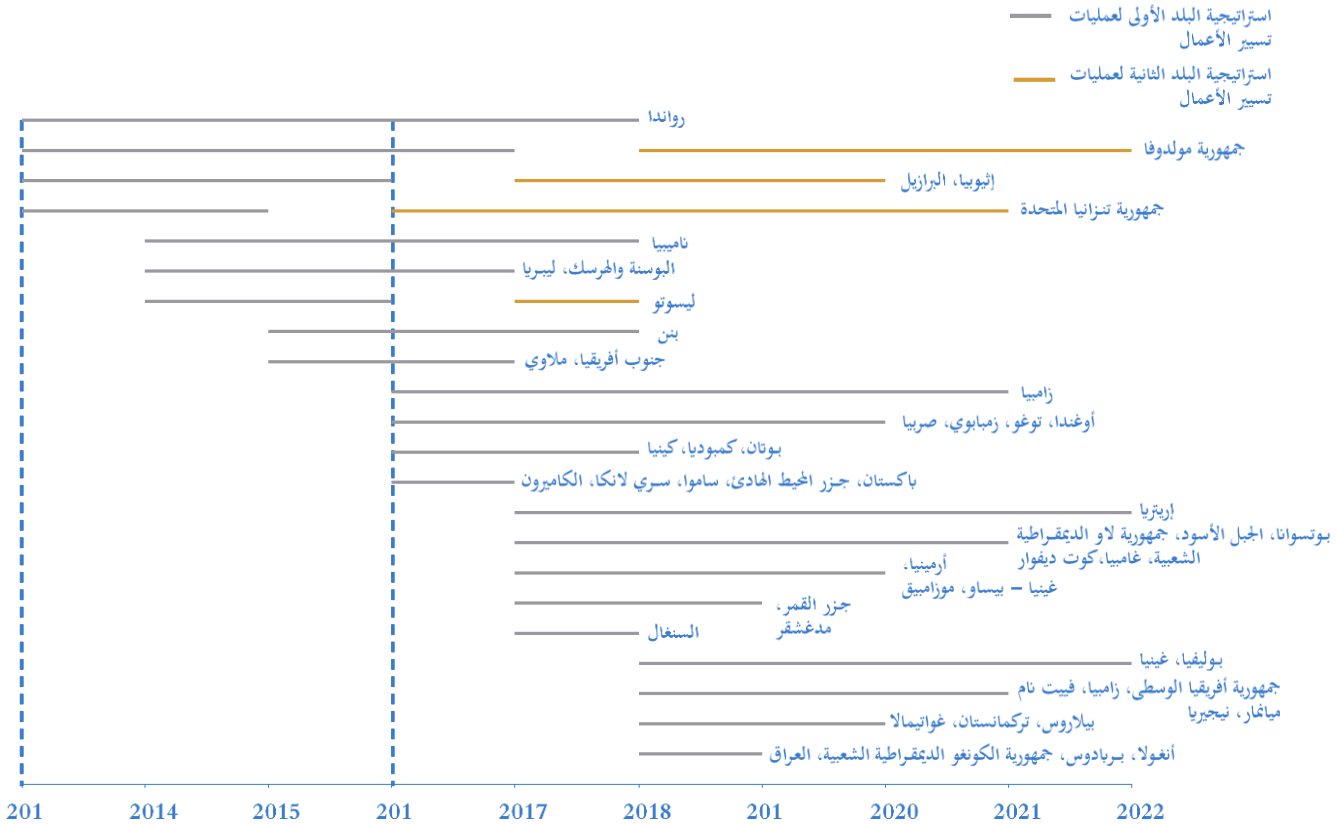 استراتيجية البلد الأولى لعمليات
تسيير الأعمال
استراتيجية البلد الثانية لعمليات
تسيير الأعمال
رواندا
جمهورية مولدوفا
إثيوبيا، البرازيل
جمهورية تنزانيا المتحدة
ناميبيا
البوسنة والهرسك، ليبريا
ليسوتو
بنن
جنوب أفريقيا، ملاوي
زامبيا
أوغندا، توغو، زمبابوي، صربيا
بوتان، كمبوديا، كينيا
باكستان، جزر المحيط الهادئ، ساموا، سري لانكا، الكاميرون
إريتريا
بوتسوانا، الجبل الأسود، جمهورية لاو الديمقراطية
الشعبية، غامبيا،كوت ديفوار
أرمينيا،
غينيا – بيساو، موزامبيق
جزر القمر،
مدغشقر
السنغال
بوليفيا، غينيا
جمهورية أفريقيا الوسطى، زامبيا، فييت نام
ميانمار، نيجيريا
بيلاروس، تركمانستان، غواتيمالا
أنغولا، بربادوس، جمهورية الكونغو الديمقراطية الشعبية، العراق
201 2014 2015 201 2017 2018 201 2020 2021 2022